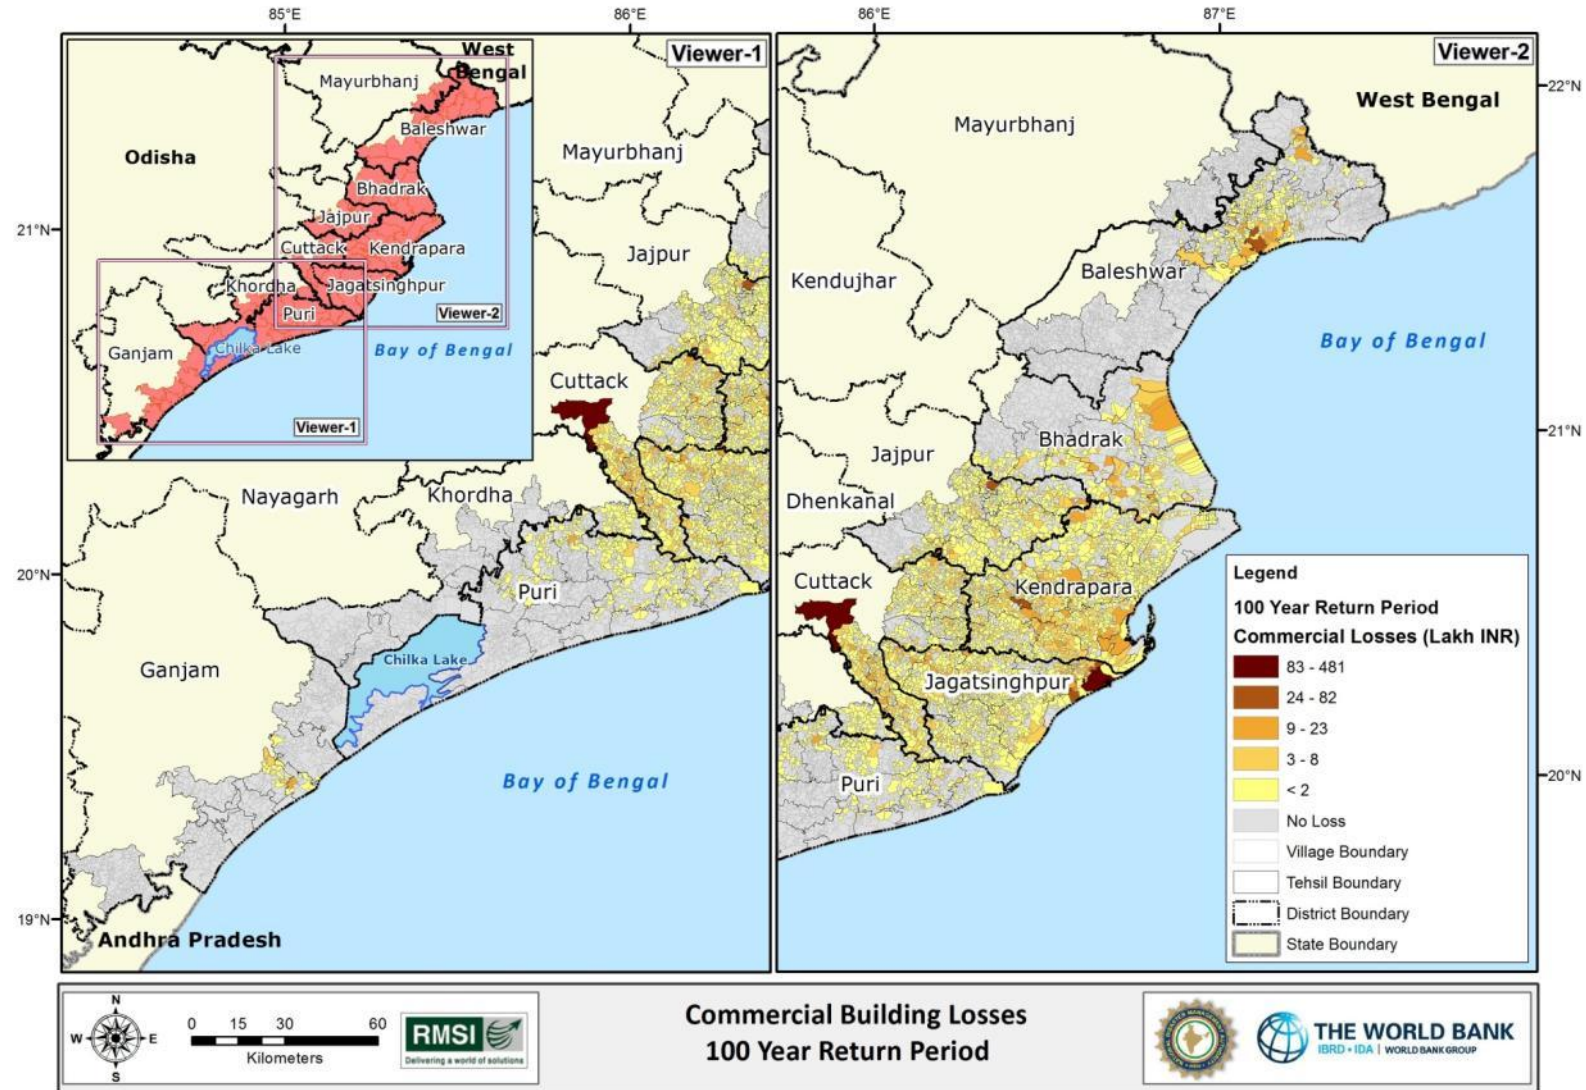 85°E
86°E
86°E
87°E
Viewer-1
Viewer-2
22°N
21°N
21°N
20°N
20°N
19°N
West
Bengal
Mayurbhanj
Baleshwar
Odisha
Bhadrak
Jajpur
Cuttack
Kendrapara
Khordha
Jagatsinghpur
Puri
Viewer-2
Ganjam
Chilka Lake
Bay of Bengal
Viewer-1
Mayurbhanj
Jajpur
Cuttack
Nayagarh
Khordha
Puri
Chilka Lake
Ganjam
Bay of Bengal
Andhra Pradesh
West Bengal
Mayurbhanj
Baleshwar
Kendujhar
Bay of Bengal
Bhadrak
Jajpur
Dhenkanal
Cuttack
Kendrapara
Jagatsinghpur
Puri
Legend
100 Year Return Period
Commercial Losses (Lakh INR)
83 - 481
24 - 82
9 - 23
3 - 8
< 2
No Loss
Village Boundary
Tehsil Boundary
District Boundary
State Boundary
N
W
E
S
0 15 30 60
Kilometers
RMSI
Delivering a world of solutions
Commercial Building Losses
100 Year Return Period
THE WORLD BANK
IBRD • IDA | WORLD BANK GROUP